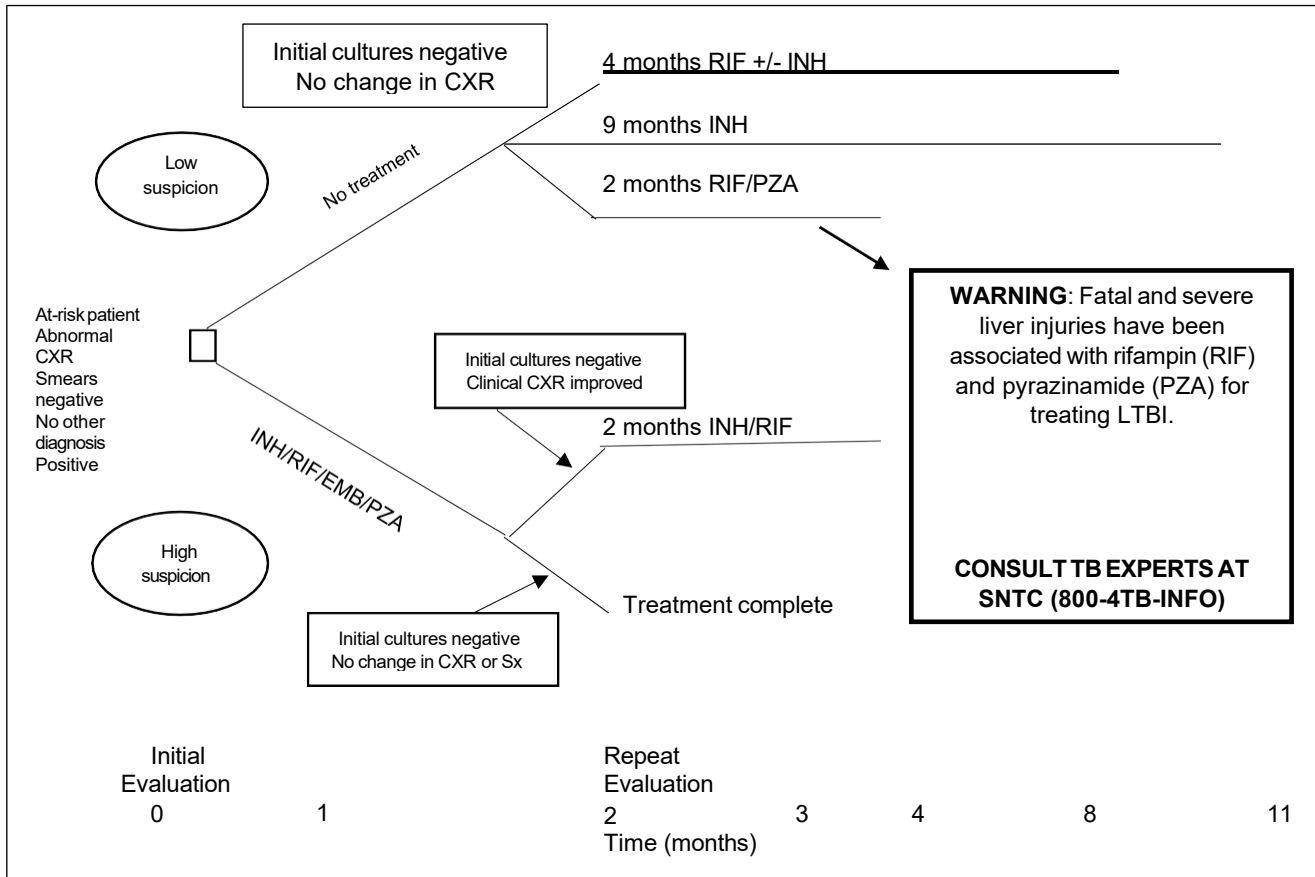 Initial cultures negative
No change in CXR
4 months RIF +/- INH
9 months INH
2 months RIF/PZA
Low
suspicion
No treatment
At-risk patient
Abnormal
CXR
Smears
negative
No other
diagnosis
Positive
WARNING: Fatal and severe
liver injuries have been
associated with rifampin (RIF)
and pyrazinamide (PZA) for
treating LTBI.
CONSULT TB EXPERTS AT
SNTC (800-4TB-INFO)
Initial cultures negative
Clinical CXR improved
2 months INH/RIF
INH/RIF/EMB/PZA
High
suspicion
Treatment complete
Initial cultures negative
No change in CXR or Sx
Initial
Evaluation
Repeat
Evaluation
0 1 2 3 4 8 11
Time (months)